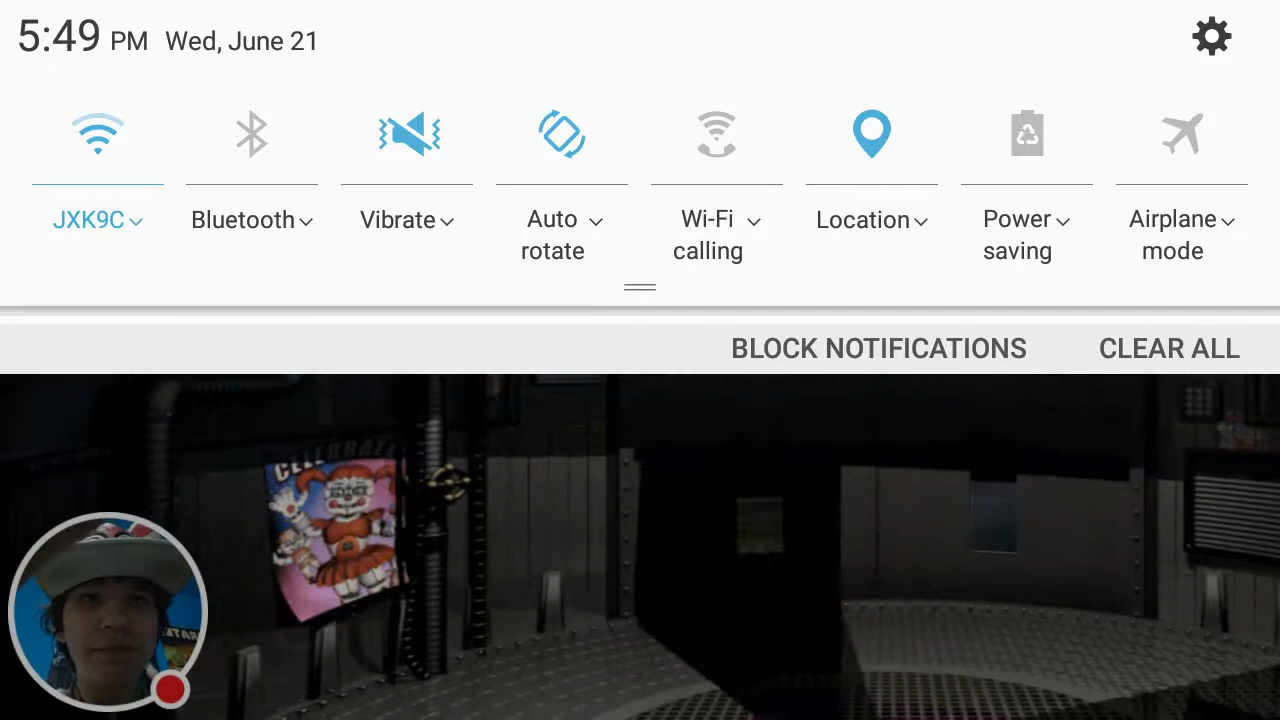 5:49 PM Wed, June 21
JXK9C
Bluetooth
Vibrate
Auto rotate
Wi-Fi calling
Location
Power saving
Airplane mode
BLOCK NOTIFICATIONS
CLEAR ALL
CELEBRATE